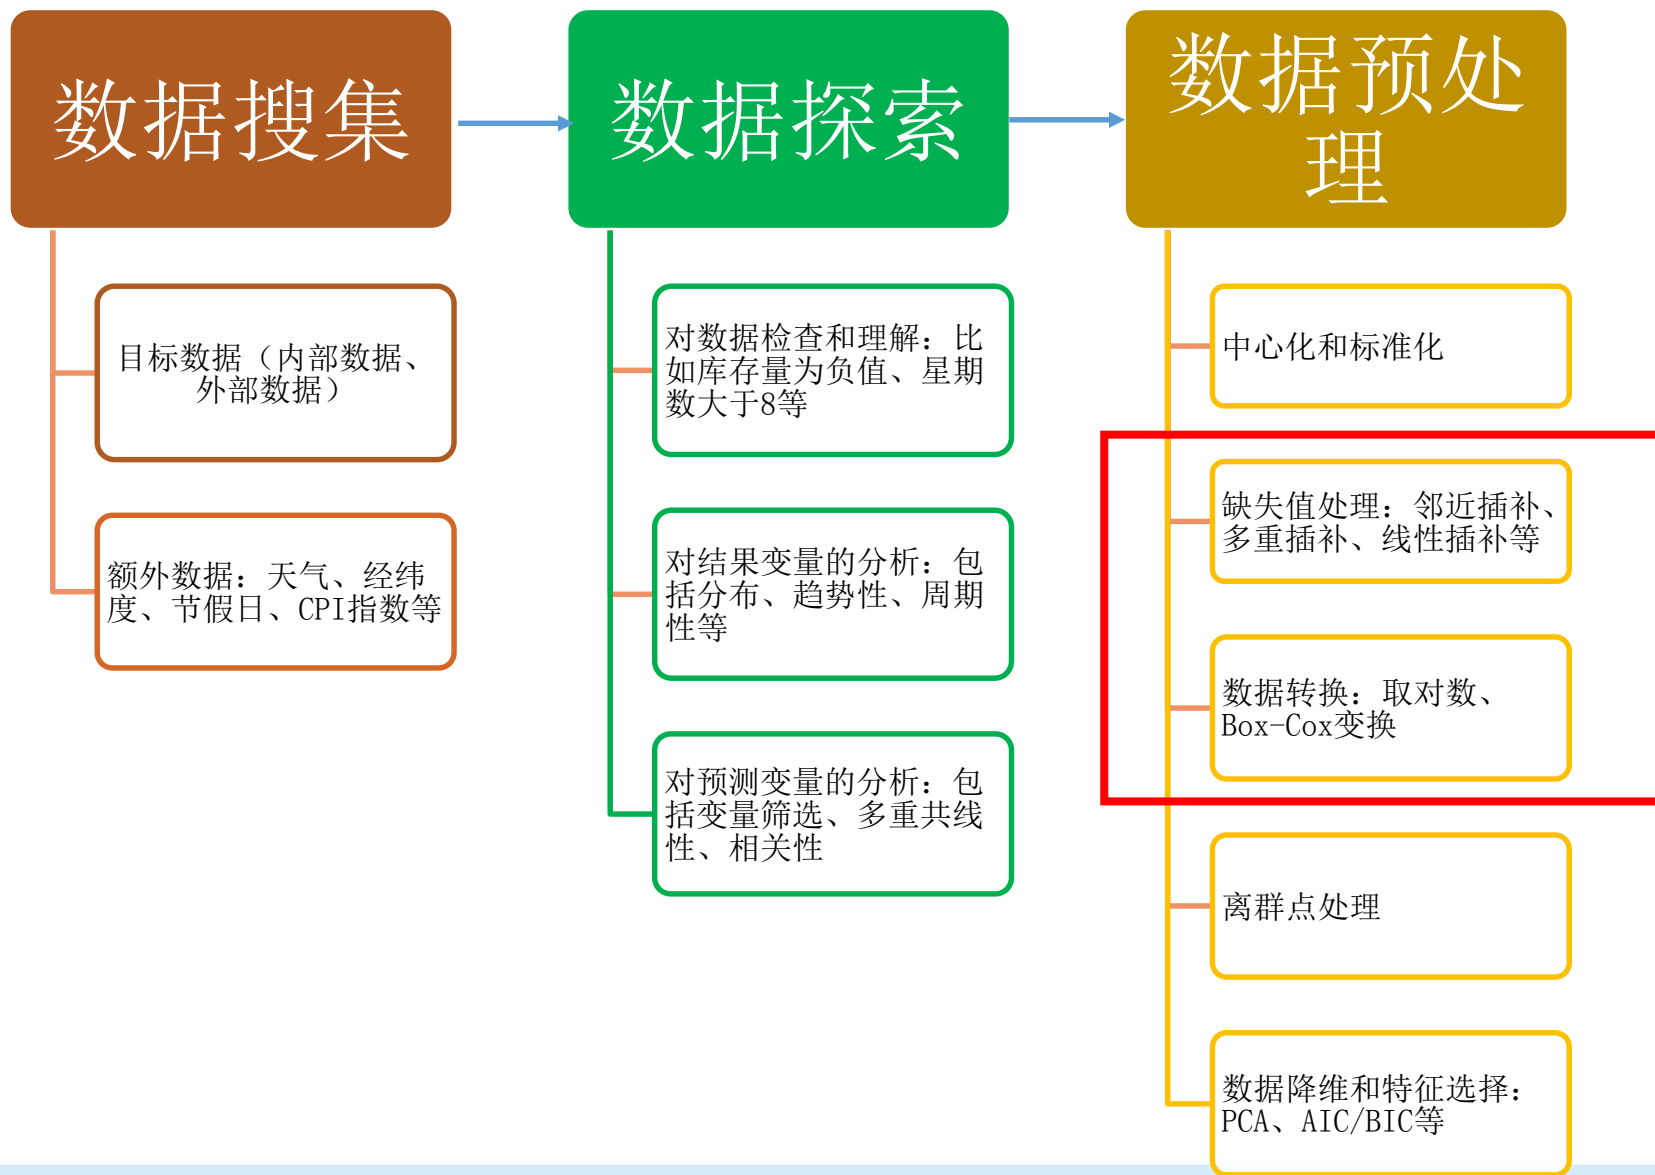 数据搜集
目标数据（内部数据、
外部数据）
额外数据：天气、经纬
度、节假日、CPI指数等
数据探索
对数据检查和理解：比
如库存量为负值、星期
数大于8等
对结果变量的分析：包
括分布、趋势性、周期
性等
对预测变量的分析：包
括变量筛选、多重共线
性、相关性
数据预处
理
中心化和标准化
缺失值处理：邻近插补、
多重插补、线性插补等
数据转换：取对数、
Box-Cox变换
离群点处理
数据降维和特征选择：
PCA、AIC/BIC等